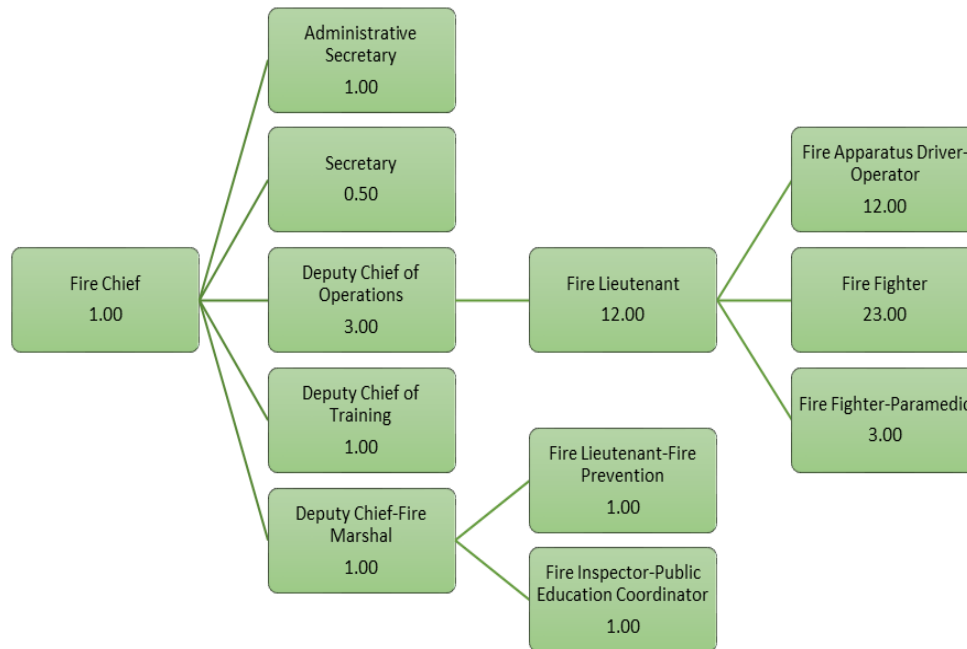 Fire Chief
1.00
Administrative
Secretary
1.00
Secretary
0.50
Deputy Chief of
Operations
3.00
Deputy Chief of
Training
1.00
Deputy Chief-Fire
Marshal
1.00
Fire Lieutenant
12.00
Fire Lieutenant-Fire
Prevention
1.00
Fire Inspector-Public
Education Coordinator
1.00
Fire Apparatus Driver-
Operator
12.00
Fire Fighter
23.00
Fire Fighter-Paramedic
3.00